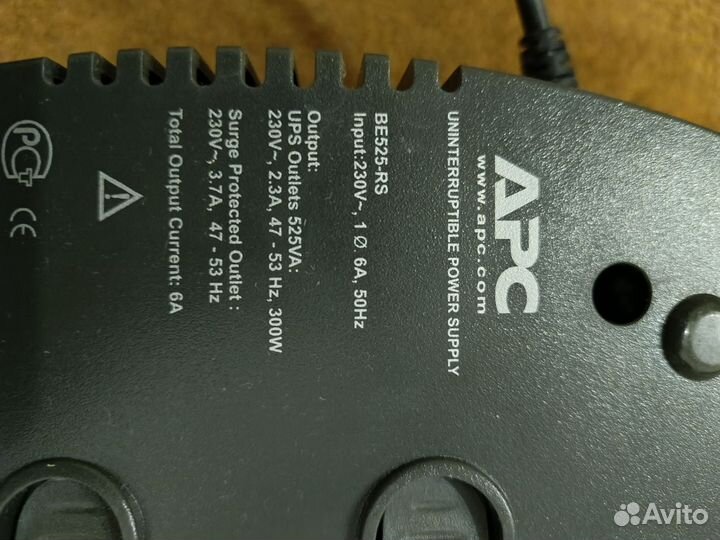 APC
www.apc.com
UNINTERRUPTIBLE POWER SUPPLY
BE525-RS
Input:230V~, 1 Ø 6A, 50Hz
Output:
UPS Outlets 525VA:
230V~, 2.3A, 47 - 53 Hz, 300W
Surge Protected Outlet :
230V~, 3.7A, 47 - 53 Hz
Total Output Current: 6A
РСТ
CE
Avito